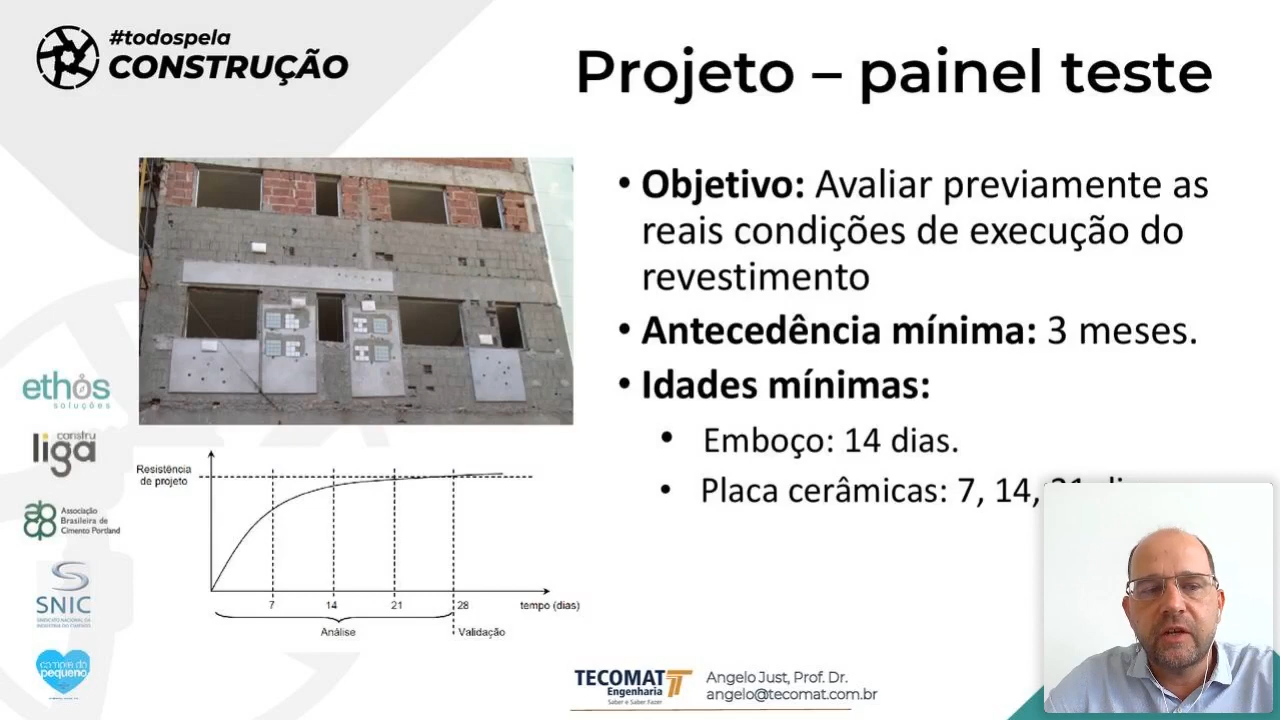 #todospela
CONSTRUÇÃO
Projeto – painel teste
• Objetivo: Avaliar previamente as
reais condições de execução do
revestimento
• Antecedência mínima: 3 meses.
• Idades mínimas:
• Emboço: 14 dias.
• Placa cerâmicas: 7, 14,
ethos
soluções
constru
liga
Associação
Brasileira de
Cimento Portland
SNIC
SINDICATO NACIONAL DA
INDÚSTRIA DO CIMENTO
compre do
pequeno
Resistência
de projeto
7 14 21 28 tempo (dias)
Análise Validação
TECOMAT
Engenharia
Saber e Saber Fazer
Angelo Just, Prof. Dr.
angelo@tecomat.com.br